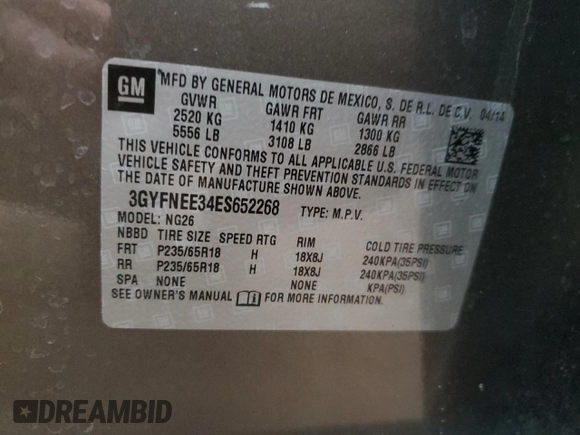 GM
MFD BY GENERAL MOTORS DE MEXICO, S. DE R.L. DE C.V. 04/14
GVWR GAWR FRT GAWR RR
2520 KG 1410 KG 1300 KG
5556 LB 3108 LB 2866 LB
THIS VEHICLE CONFORMS TO ALL APPLICABLE U.S. FEDERAL MOTOR
VEHICLE SAFETY AND THEFT PREVENTION STANDARDS IN EFFECT ON
THE DATE OF MANUFACTURE SHOWN ABOVE.
3GYFNEE34ES652268 TYPE: M.P.V.
MODEL: NG26
NBBD TIRE SIZE SPEED RTG RIM COLD TIRE PRESSURE
FRT P235/65R18 H 18X8J 240KPA(35PSI)
RR P235/65R18 H 18X8J 240KPA(35PSI)
SPA NONE NONE KPA(PSI)
SEE OWNER'S MANUAL FOR ADDITIONAL INFORMATION.
DREAMBID